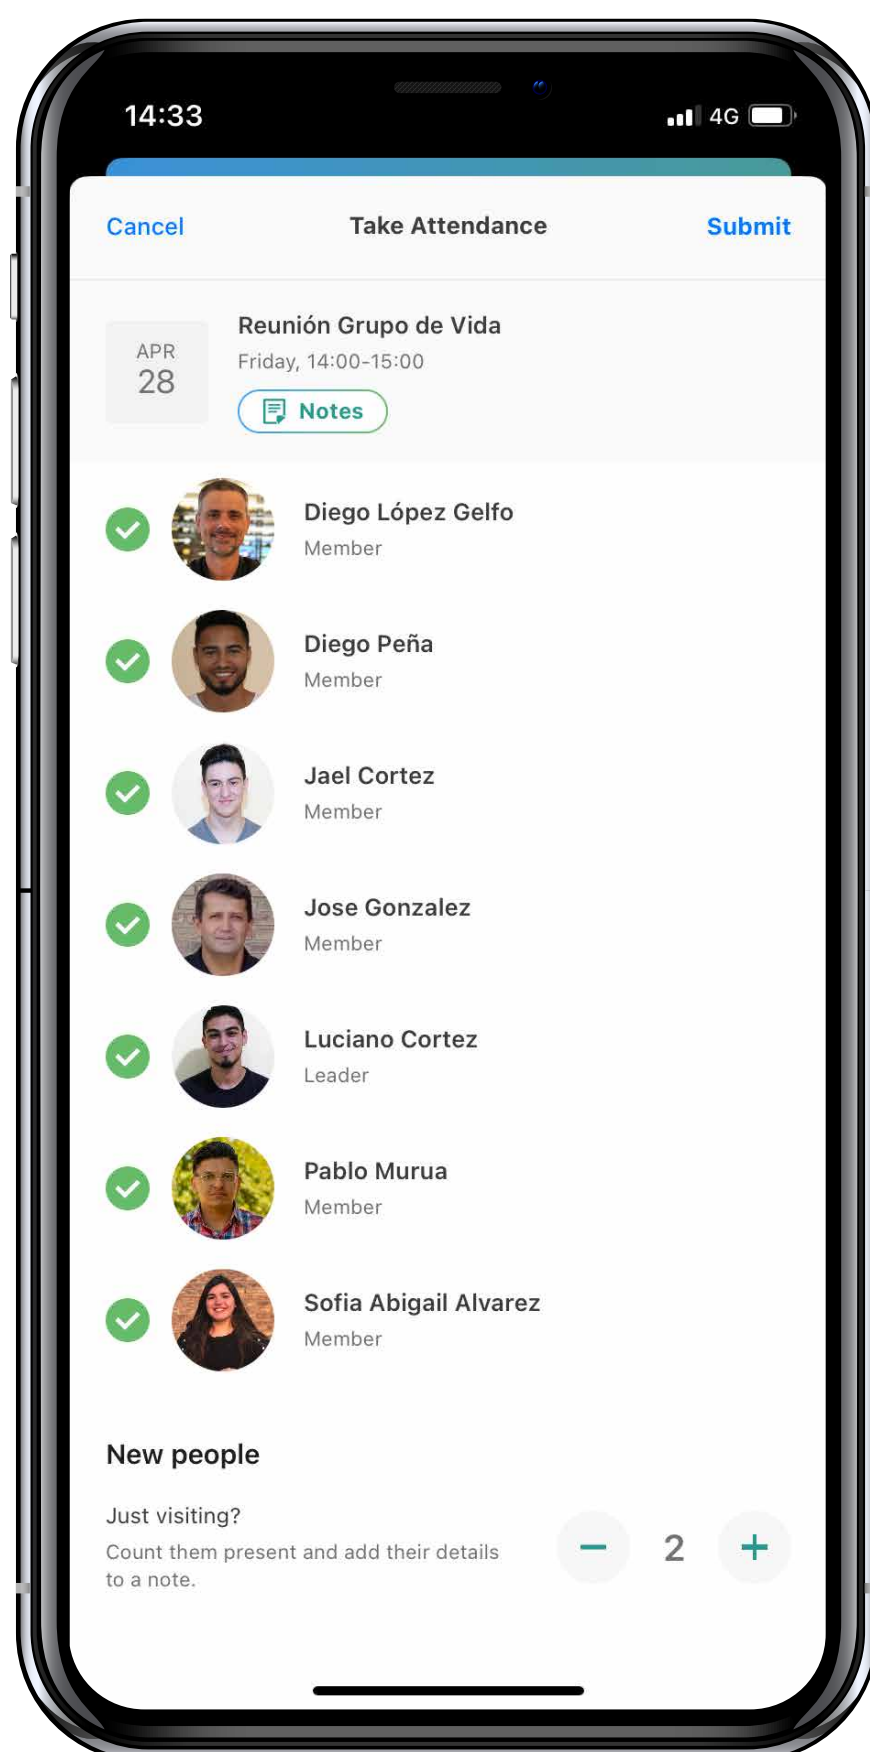 14:33
4G
Cancel
Take Attendance
Submit
APR
28
Reunión Grupo de Vida
Friday, 14:00-15:00
Notes
Diego López Gelfo
Member
Diego Peña
Member
Jael Cortez
Member
Jose Gonzalez
Member
Luciano Cortez
Leader
Pablo Murua
Member
Sofia Abigail Alvarez
Member
New people
Just visiting?
Count them present and add their details
to a note.
− 2 +